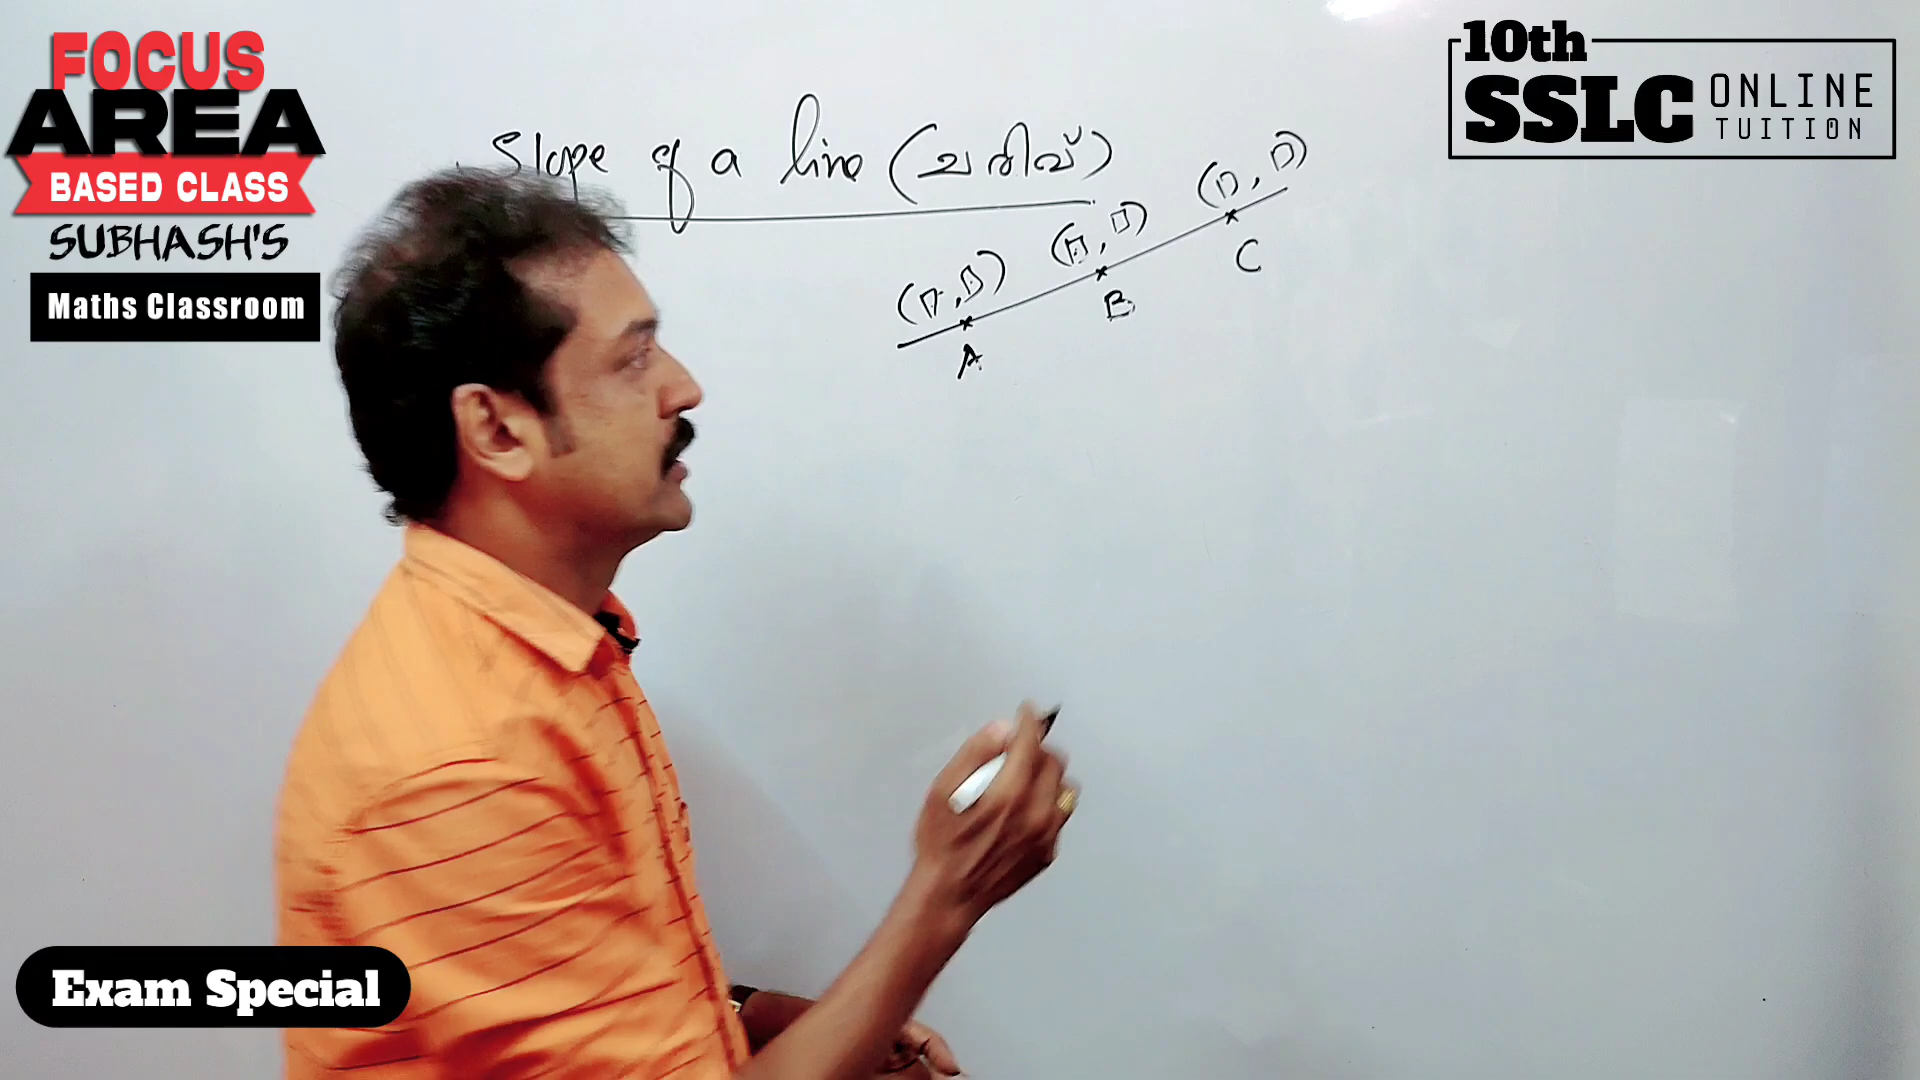 FOCUS
AREA
BASED CLASS
SUBHASH'S
Maths Classroom
10th
SSLC ONLINE
TUITION
Slope of a line (ചരിവ്)
(□, □)
C
(□, □)
B
(□, □)
A
Exam Special